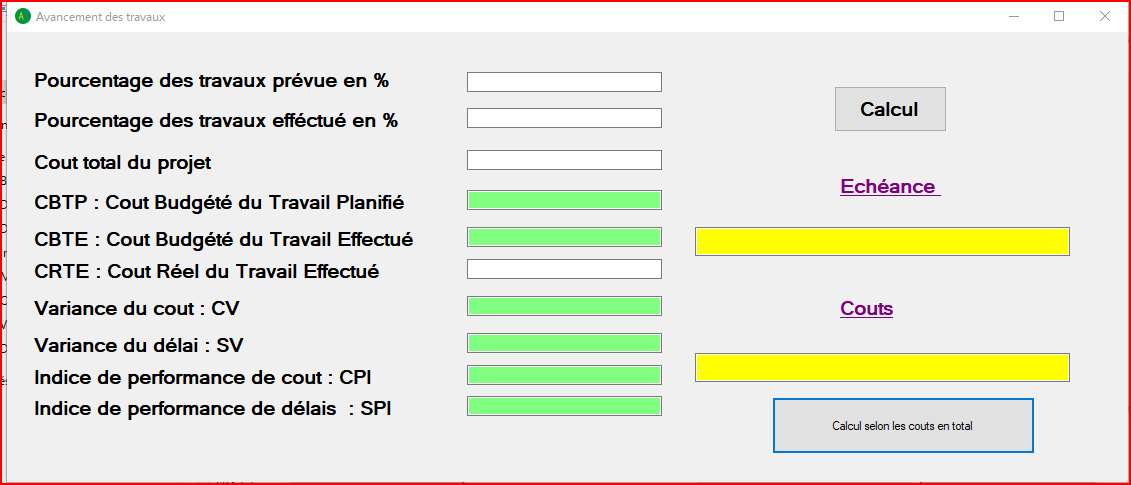 Avancement des travaux
Pourcentage des travaux prévue en %
Pourcentage des travaux efféctué en %
Calcul
Cout total du projet
Echéance
CBTP : Cout Budgété du Travail Planifié
CBTE : Cout Budgété du Travail Effectué
CRTE : Cout Réel du Travail Effectué
Variance du cout : CV
Couts
Variance du délai : SV
Indice de performance de cout : CPI
Indice de performance de délais : SPI
Calcul selon les couts en total